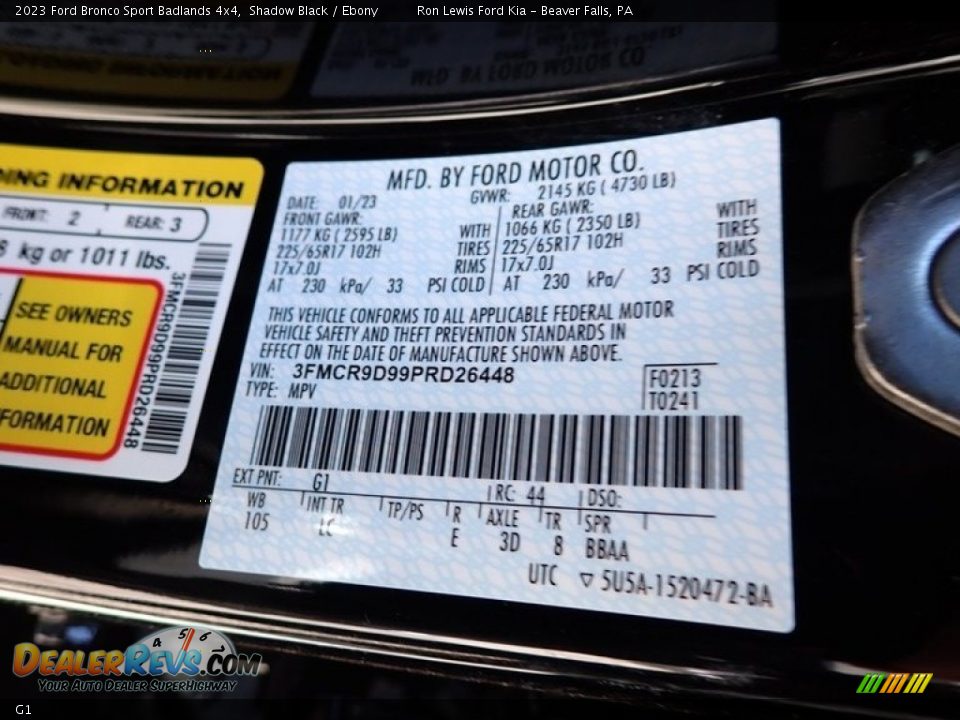 2023 Ford Bronco Sport Badlands 4x4, Shadow Black / Ebony Ron Lewis Ford Kia - Beaver Falls, PA
MFD. BY FORD MOTOR CO.
DATE: 01/23 GVWR: 2145 KG ( 4730 LB)
FRONT GAWR: REAR GAWR:
1177 KG ( 2595 LB) WITH 1066 KG ( 2350 LB) WITH
225/65R17 102H TIRES 225/65R17 102H TIRES
17x7.0J RIMS 17x7.0J RIMS
AT 230 kPa/ 33 PSI COLD AT 230 kPa/ 33 PSI COLD
THIS VEHICLE CONFORMS TO ALL APPLICABLE FEDERAL MOTOR
VEHICLE SAFETY AND THEFT PREVENTION STANDARDS IN
EFFECT ON THE DATE OF MANUFACTURE SHOWN ABOVE.
VIN: 3FMCR9D99PRD26448
TYPE: MPV
F0213
T0241
EXT PNT: G1 RC: 44 DSO:
WB INT TR TP/PS R AXLE TR SPR
105 LC E 3D 8 BBAA
UTC ▽ 5U5A-1520472-BA
DING INFORMATION
FRONT: 2 REAR: 3
8 kg or 1011 lbs.
SEE OWNERS
MANUAL FOR
ADDITIONAL
FORMATION
3FMCR9D99PRD26448
DEALERREVS.COM
Your Auto Dealer SuperHighway
4 5 6
G1